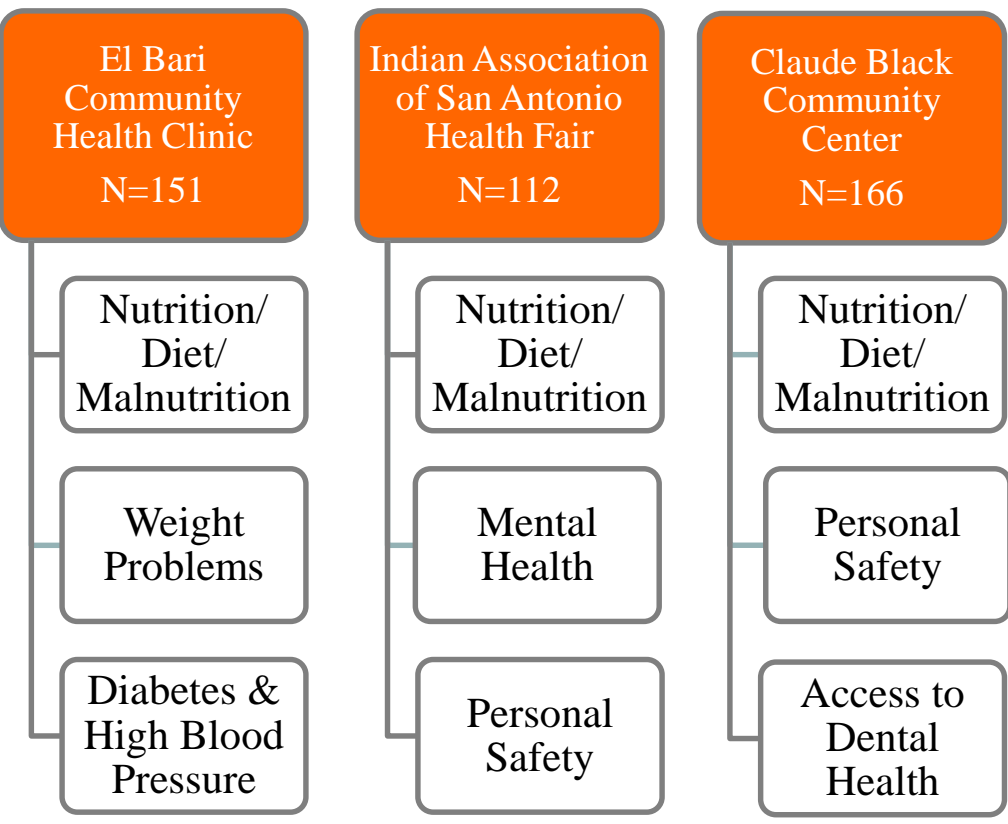 El Bari
Community
Health Clinic
N=151
Nutrition/
Diet/
Malnutrition
Weight
Problems
Diabetes &
High Blood
Pressure
Indian Association
of San Antonio
Health Fair
N=112
Nutrition/
Diet/
Malnutrition
Mental
Health
Personal
Safety
Claude Black
Community
Center
N=166
Nutrition/
Diet/
Malnutrition
Personal
Safety
Access to
Dental
Health